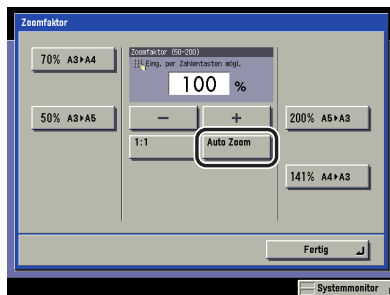 Zoomfaktor
70% A3▶A4
Zoomfaktor (50-200)
Eing. per Zahlentasten mögl.
100 %
50% A3▶A5
− +
200% A5▶A3
1:1
Auto Zoom
141% A4▶A3
Fertig
Systemmonitor